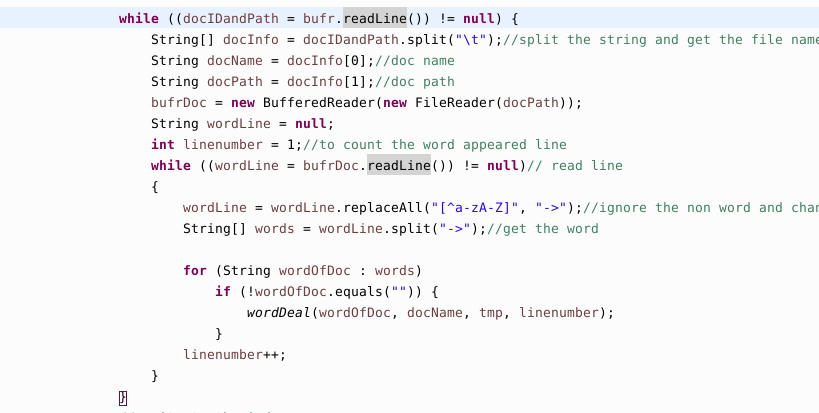 while ((docIDandPath = bufr.readLine()) != null) {
String[] docInfo = docIDandPath.split("\t");//split the string and get the file name
String docName = docInfo[0];//doc name
String docPath = docInfo[1];//doc path
bufrDoc = new BufferedReader(new FileReader(docPath));
String wordLine = null;
int linenumber = 1;//to count the word appeared line
while ((wordLine = bufrDoc.readLine()) != null)// read line
{
wordLine = wordLine.replaceAll("[^a-zA-Z]", "->");//ignore the non word and
String[] words = wordLine.split("->");//get the word
for (String wordOfDoc : words)
if (!wordOfDoc.equals("")) {
wordDeal(wordOfDoc, docName, tmp, linenumber);
}
linenumber++;
}
}